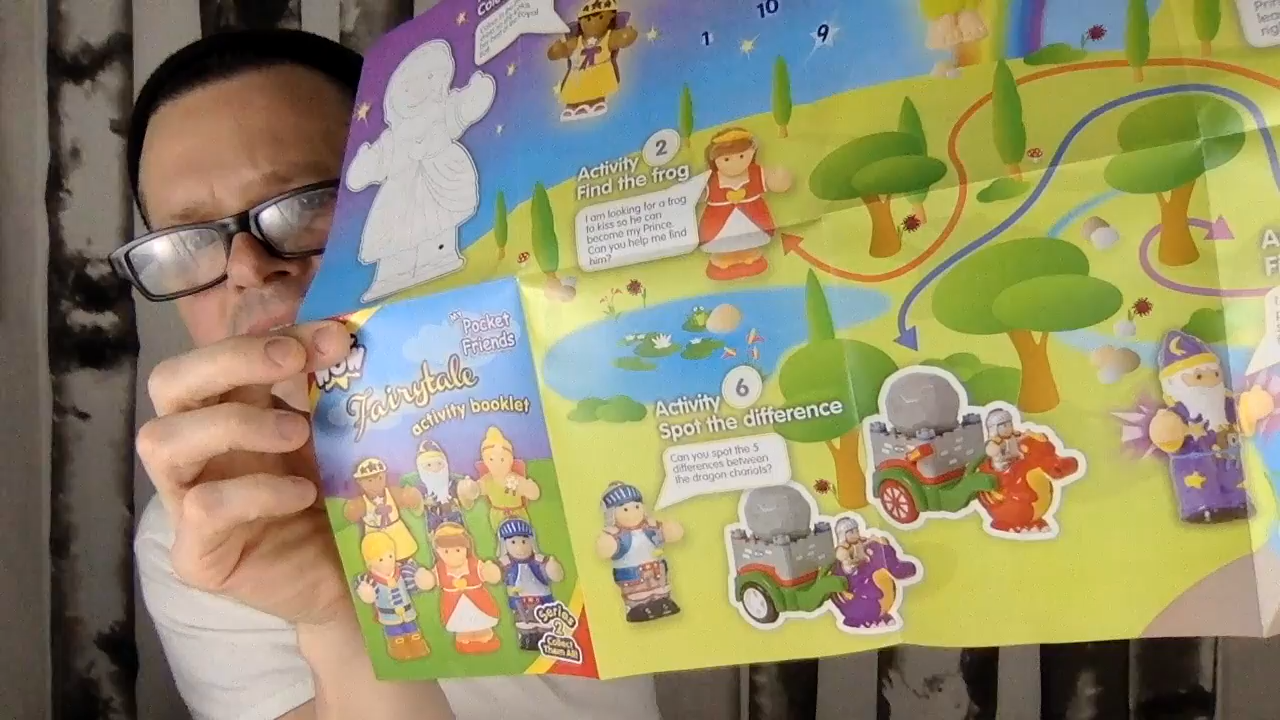 10
1
9
Activity 2
Find the frog
I am looking for a frog
to kiss so he can
become my Prince.
Can you help me find
him?
WOW
My
Pocket
Friends
Fairytale
activity booklet
Series
2
Collect
Them All!
Activity 6
Spot the difference
Can you spot the 5
differences between
the dragon chariots?